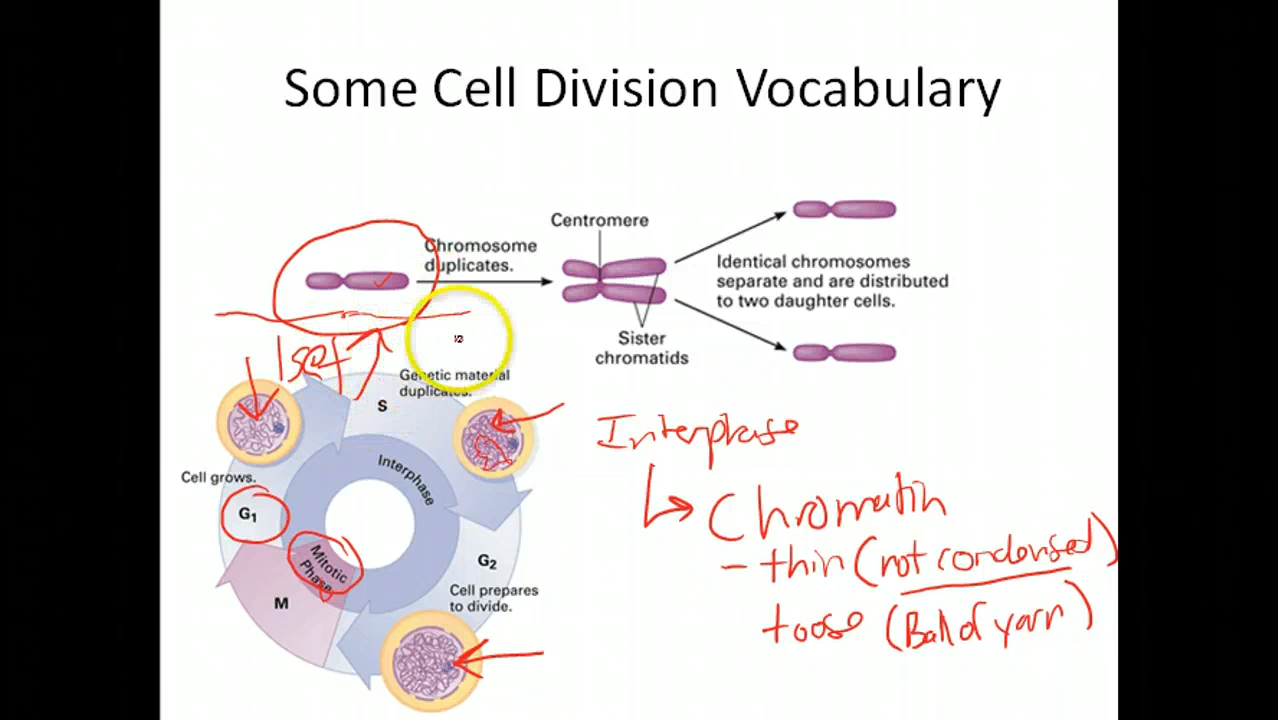 Some Cell Division Vocabulary
Centromere
Chromosome
duplicates.
Identical chromosomes
separate and are distributed
to two daughter cells.
Sister
chromatids
1 set
Genetic material
duplicates.
S
Interphase
Cell grows.
G1
Mitotic
Phase
M
G2
Cell prepares
to divide.
Interphase
Chromatin
- thin (not condensed)
loose (Ball of yarn)